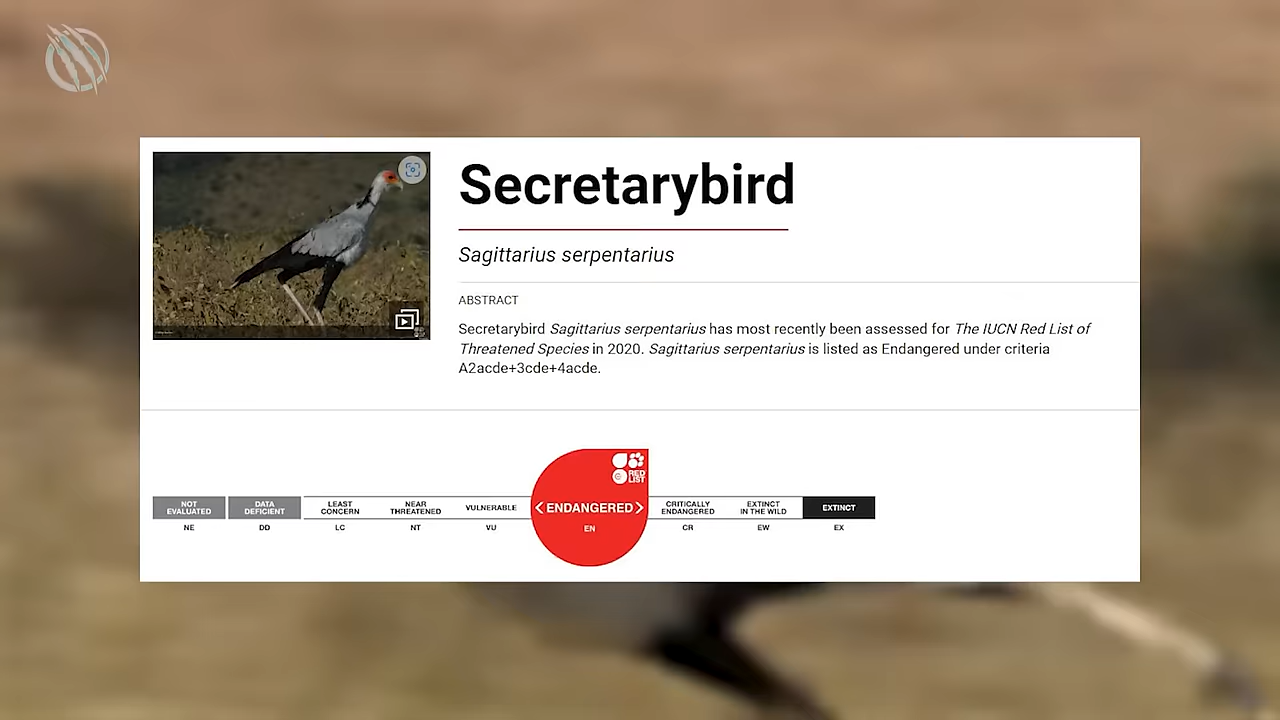 Secretarybird
Sagittarius serpentarius
ABSTRACT
Secretarybird Sagittarius serpentarius has most recently been assessed for The IUCN Red List of
Threatened Species in 2020. Sagittarius serpentarius is listed as Endangered under criteria
A2acde+3cde+4acde.
RED
LIST
NOT
EVALUATED
NE
DATA
DEFICIENT
DD
LEAST
CONCERN
LC
NEAR
THREATENED
NT
VULNERABLE
VU
<ENDANGERED>
EN
CRITICALLY
ENDANGERED
CR
EXTINCT
IN THE WILD
EW
EXTINCT
EX